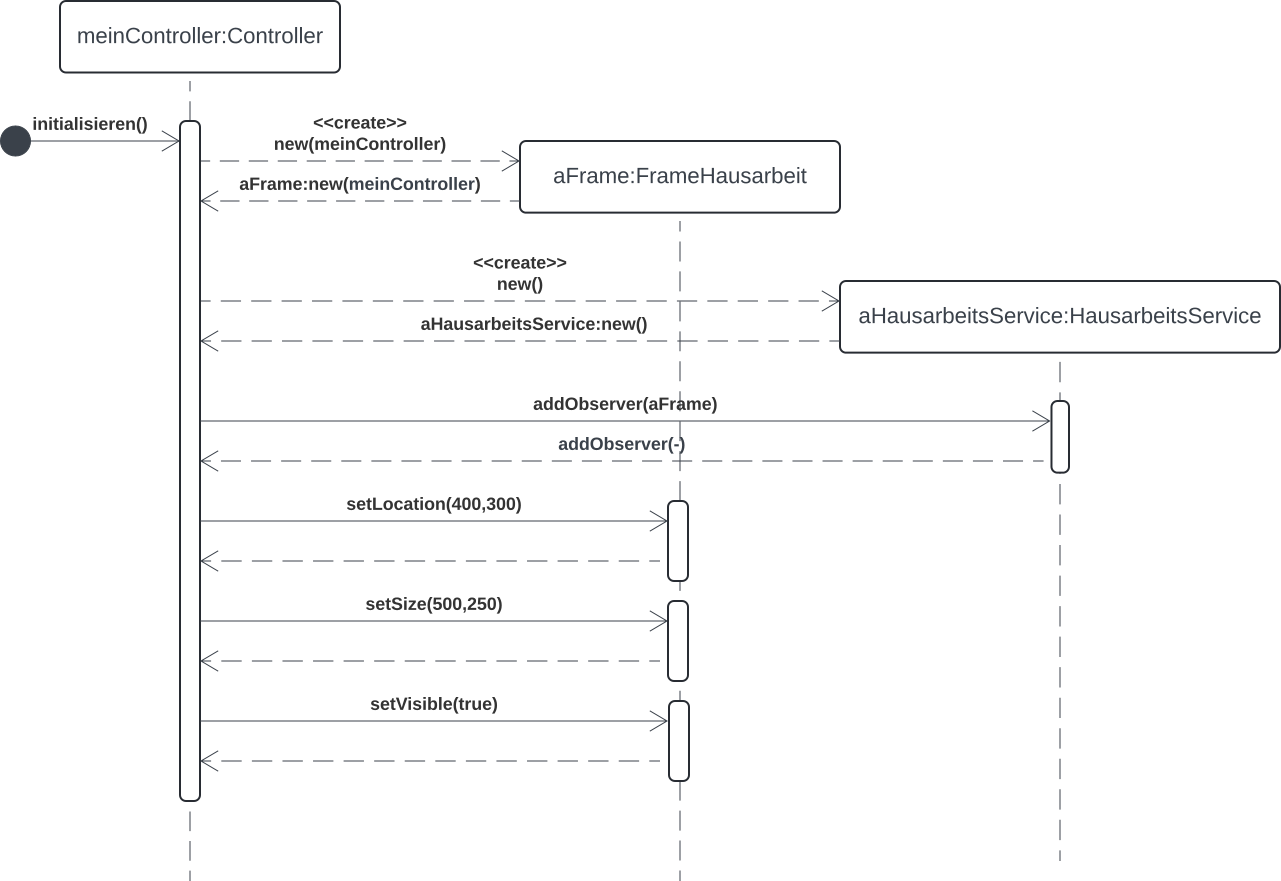 meinController:Controller
initialisieren()
<<create>>
new(meinController)
aFrame:FrameHausarbeit
aFrame:new(meinController)
<<create>>
new()
aHausarbeitsService:HausarbeitsService
aHausarbeitsService:new()
addObserver(aFrame)
addObserver(-)
setLocation(400,300)
setSize(500,250)
setVisible(true)